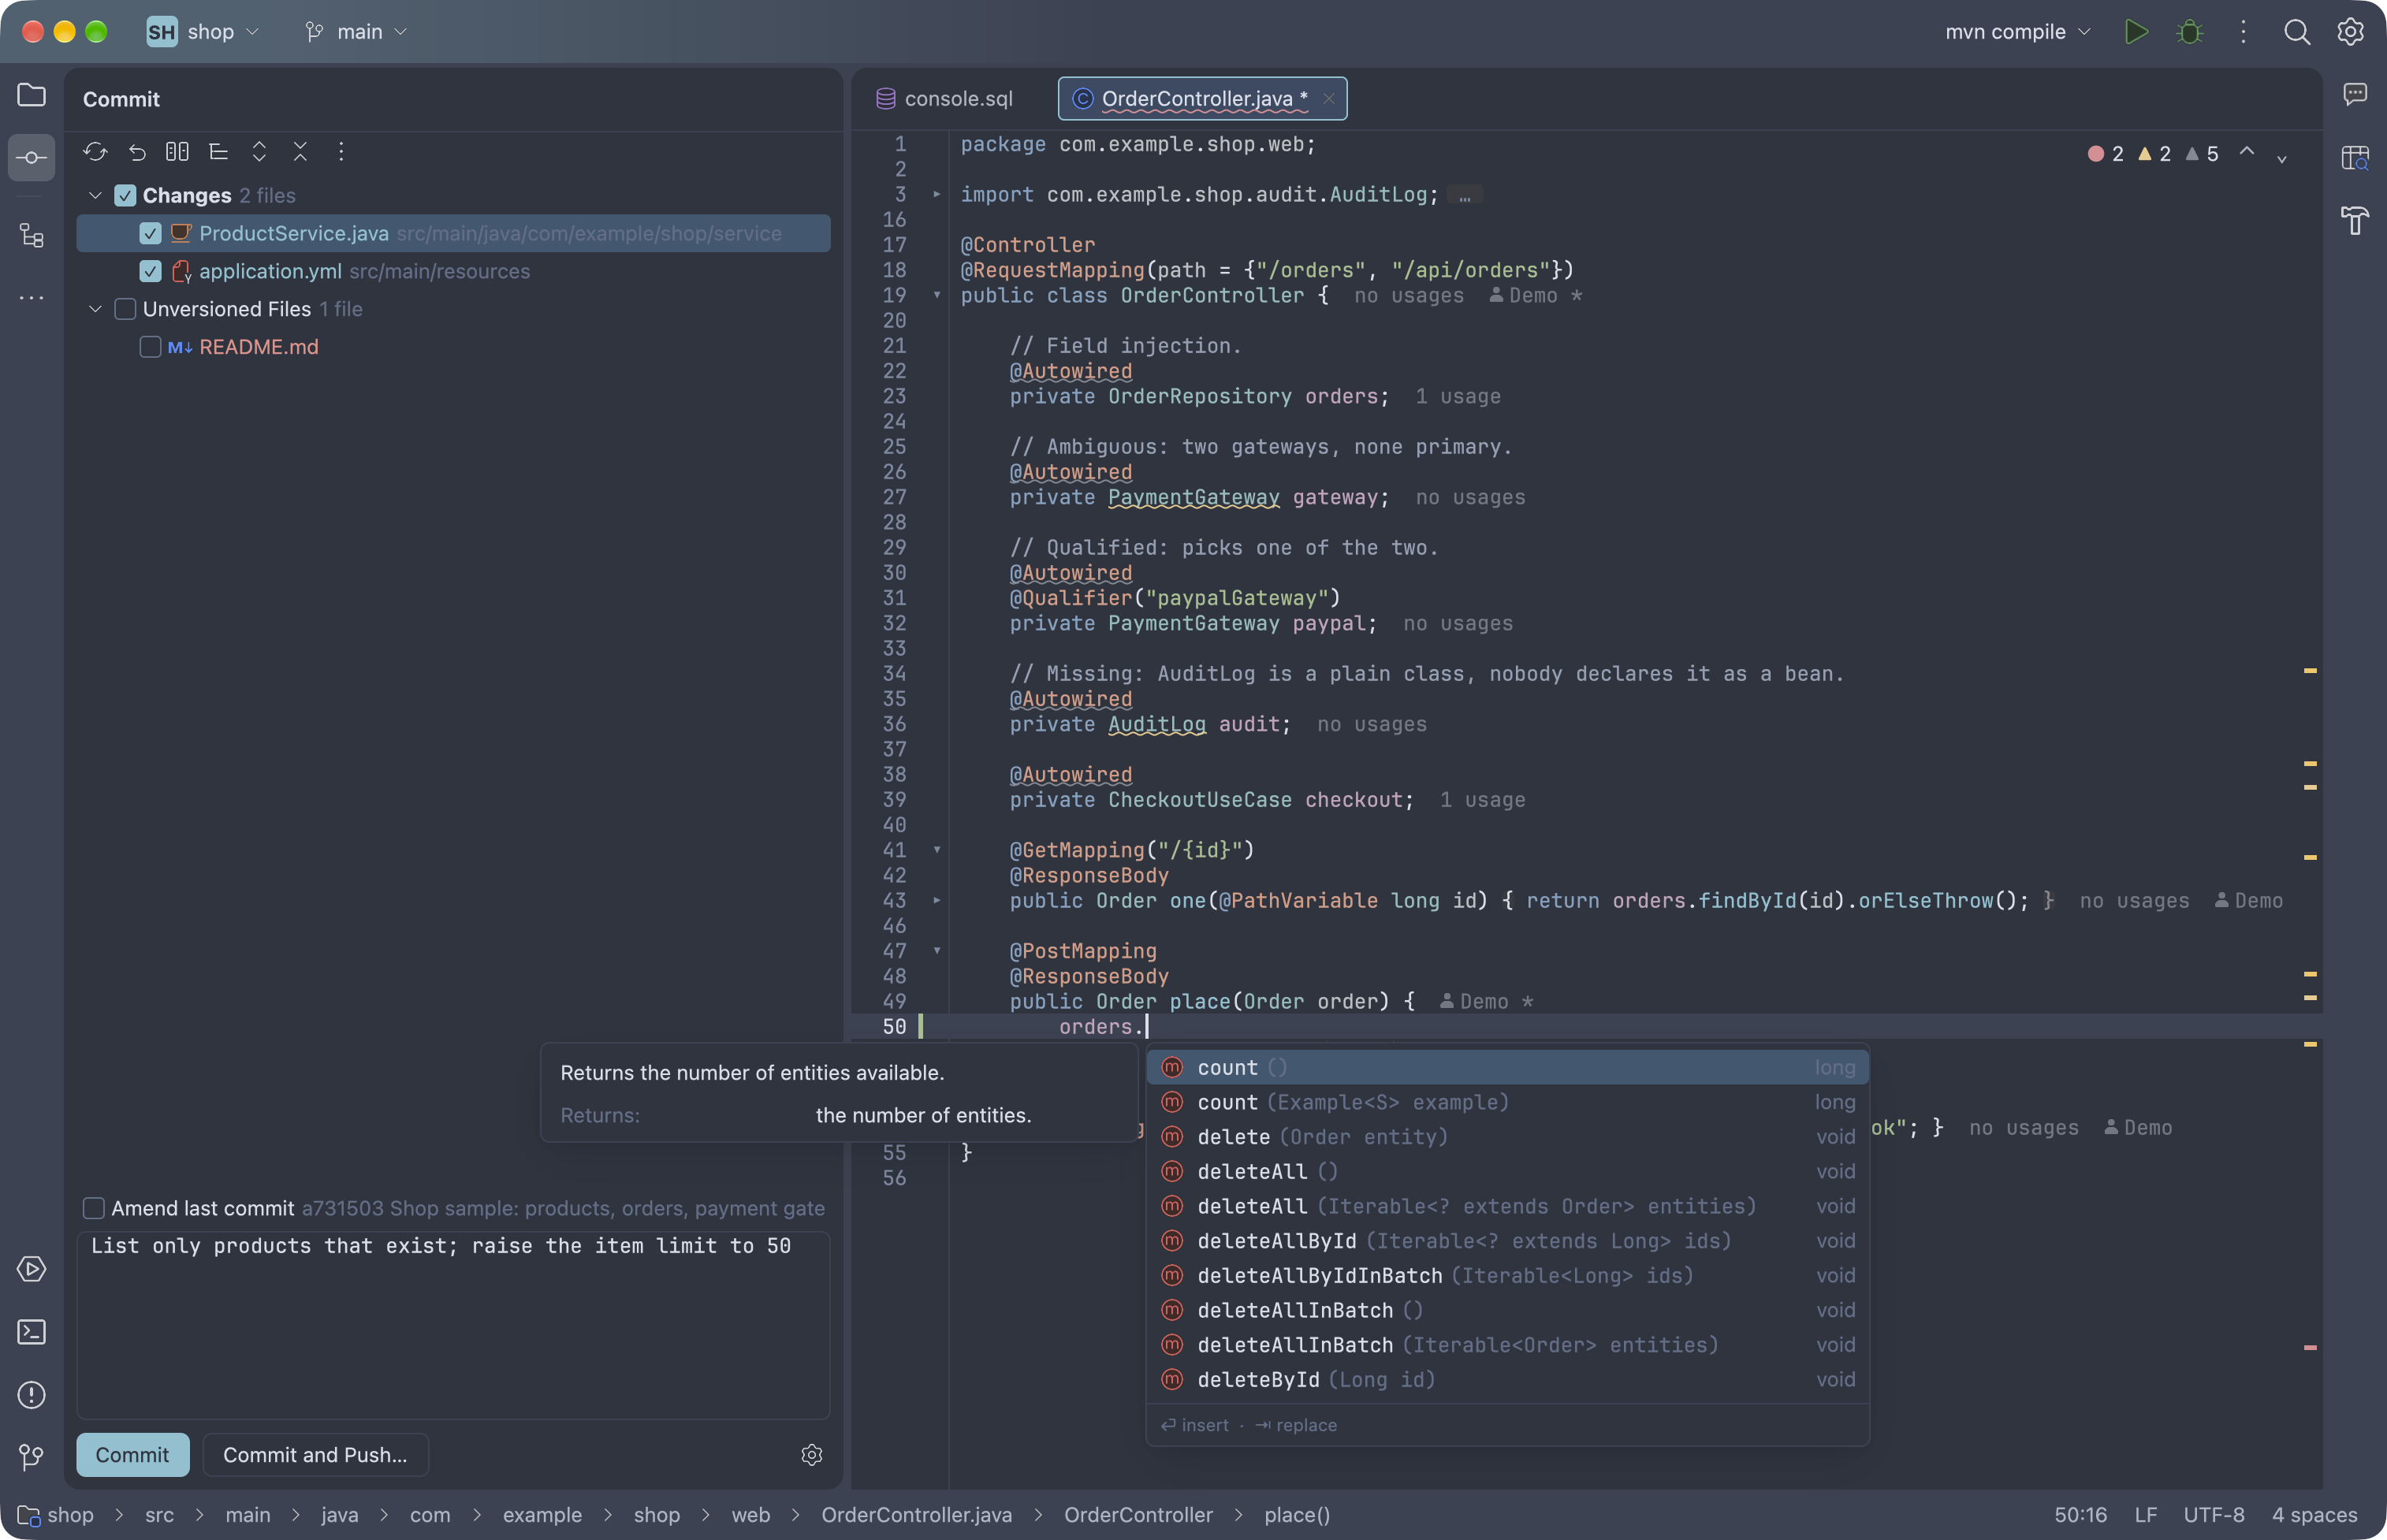 SH shop main mvn compile
Commit
Changes 2 files
ProductService.java src/main/java/com/example/shop/service
application.yml src/main/resources
Unversioned Files 1 file
M↓ README.md
Amend last commit a731503 Shop sample: products, orders, payment gate
List only products that exist; raise the item limit to 50
Commit Commit and Push...
console.sql OrderController.java *
2 2 5
1 package com.example.shop.web;
2
3 import com.example.shop.audit.AuditLog; ...
16
17 @Controller
18 @RequestMapping(path = {"/orders", "/api/orders"})
19 public class OrderController { no usages Demo *
20
21 // Field injection.
22 @Autowired
23 private OrderRepository orders; 1 usage
24
25 // Ambiguous: two gateways, none primary.
26 @Autowired
27 private PaymentGateway gateway; no usages
28
29 // Qualified: picks one of the two.
30 @Autowired
31 @Qualifier("paypalGateway")
32 private PaymentGateway paypal; no usages
33
34 // Missing: AuditLog is a plain class, nobody declares it as a bean.
35 @Autowired
36 private AuditLog audit; no usages
37
38 @Autowired
39 private CheckoutUseCase checkout; 1 usage
40
41 @GetMapping("/{id}")
42 @ResponseBody
43 public Order one(@PathVariable long id) { return orders.findById(id).orElseThrow(); } no usages Demo
46
47 @PostMapping
48 @ResponseBody
49 public Order place(Order order) { Demo *
50 orders.
Returns the number of entities available.
Returns: the number of entities.
count () long
count (Example<S> example) long
delete (Order entity) void
deleteAll () void
deleteAll (Iterable<? extends Order> entities) void
deleteAllById (Iterable<? extends Long> ids) void
deleteAllByIdInBatch (Iterable<Long> ids) void
deleteAllInBatch () void
deleteAllInBatch (Iterable<Order> entities) void
deleteById (Long id) void
insert · replace
ok"; } no usages Demo
55 }
56
shop > src > main > java > com > example > shop > web > OrderController.java > OrderController > place()
50:16 LF UTF-8 4 spaces